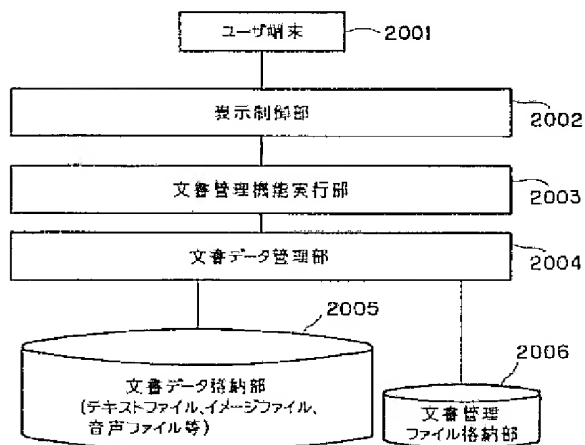 ユーザ端末
2001
表示制御部
2002
文書管理機能実行部
2003
文書データ管理部
2004
2005
文書データ格納部
(テキストファイル、イメージファイル、
音声ファイル等)
2006
文書管理
ファイル格納部